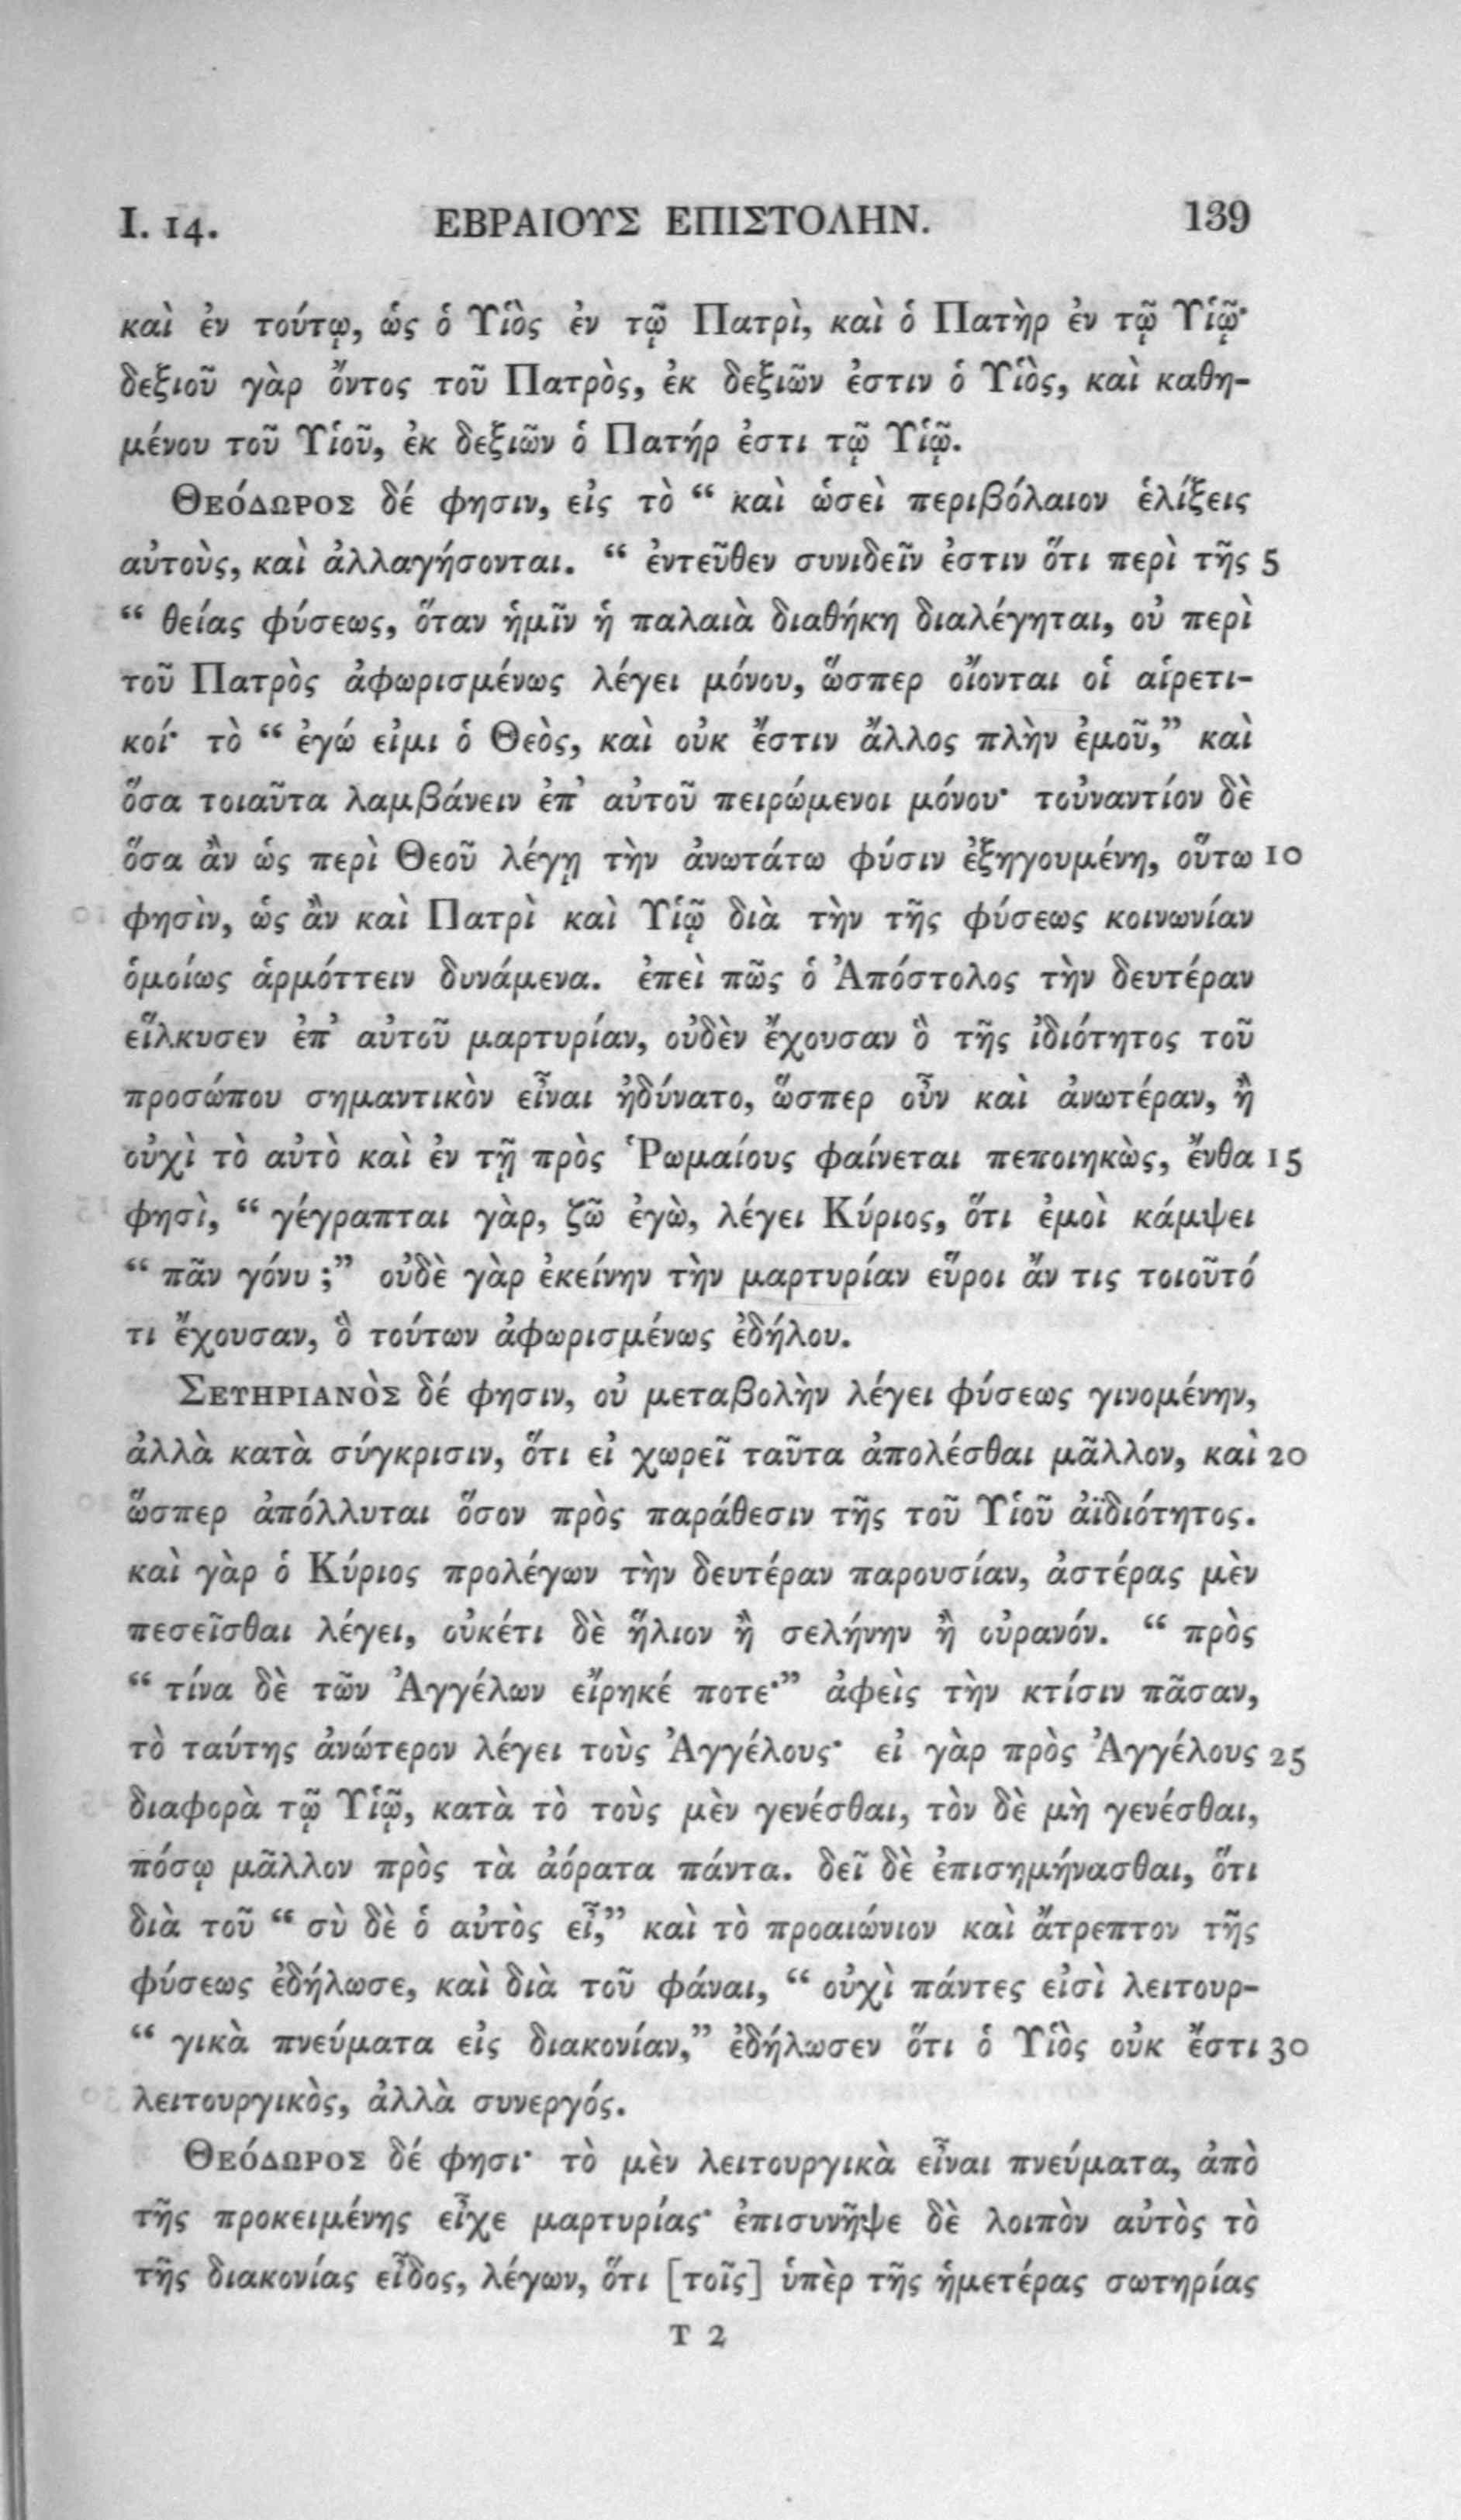 I. 14. ΕΒΡΑΙΟΥΣ ΕΠΙΣΤΟΛΗΝ. 139
καὶ ἐν τούτῳ, ὡς ὁ Υἱὸς ἐν τῷ Πατρὶ, καὶ ὁ Πατὴρ ἐν τῷ Υἱῷ·
δεξιοῦ γὰρ ὄντος τοῦ Πατρὸς, ἐκ δεξιῶν ἐστιν ὁ Υἱὸς, καὶ καθη-
μένου τοῦ Υἱοῦ, ἐκ δεξιῶν ὁ Πατήρ ἐστι τῷ Υἱῷ.
ΘΕΌΔΩΡΟΣ δέ φησιν, εἰς τὸ “ καὶ ὡσεὶ περιβόλαιον ἑλίξεις
αὐτοὺς, καὶ ἀλλαγήσονται. “ ἐντεῦθεν συνιδεῖν ἐστιν ὅτι περὶ τῆς 5
“ θείας φύσεως, ὅταν ἡμῖν ἡ παλαιὰ διαθήκη διαλέγηται, οὐ περὶ
τοῦ Πατρὸς ἀφωρισμένως λέγει μόνου, ὥσπερ οἴονται οἱ αἱρετι-
κοί· τὸ “ ἐγώ εἰμι ὁ Θεὸς, καὶ οὐκ ἔστιν ἄλλος πλὴν ἐμοῦ,” καὶ
ὅσα τοιαῦτα λαμβάνειν ἐπ’ αὐτοῦ πειρώμενοι μόνου· τοὐναντίον δὲ
ὅσα ἂν ὡς περὶ Θεοῦ λέγῃ τὴν ἀνωτάτω φύσιν ἐξηγουμένη, οὕτω 10
φησὶν, ὡς ἂν καὶ Πατρὶ καὶ Υἱῷ διὰ τὴν τῆς φύσεως κοινωνίαν
ὁμοίως ἁρμόττειν δυνάμενα. ἐπεὶ πῶς ὁ Ἀπόστολος τὴν δευτέραν
εἵλκυσεν ἐπ’ αὐτοῦ μαρτυρίαν, οὐδὲν ἔχουσαν ὃ τῆς ἰδιότητος τοῦ
προσώπου σημαντικὸν εἶναι ἠδύνατο, ὥσπερ οὖν καὶ ἀνωτέραν, ἢ
οὐχὶ τὸ αὐτὸ καὶ ἐν τῇ πρὸς Ῥωμαίους φαίνεται πεποιηκὼς, ἔνθα 15
φησὶ, “ γέγραπται γὰρ, ζῶ ἐγὼ, λέγει Κύριος, ὅτι ἐμοὶ κάμψει
“ πᾶν γόνυ ;” οὐδὲ γὰρ ἐκείνην τὴν μαρτυρίαν εὕροι ἄν τις τοιοῦτό
τι ἔχουσαν, ὃ τούτων ἀφωρισμένως ἐδήλου.
ΣΕΥΗΡΙΑΝῸΣ δέ φησιν, οὐ μεταβολὴν λέγει φύσεως γινομένην,
ἀλλὰ κατὰ σύγκρισιν, ὅτι εἰ χωρεῖ ταῦτα ἀπολέσθαι μᾶλλον, καὶ 20
ὥσπερ ἀπόλλυται ὅσον πρὸς παράθεσιν τῆς τοῦ Υἱοῦ ἀϊδιότητος.
καὶ γὰρ ὁ Κύριος προλέγων τὴν δευτέραν παρουσίαν, ἀστέρας μὲν
πεσεῖσθαι λέγει, οὐκέτι δὲ ἥλιον ἢ σελήνην ἢ οὐρανόν. “ πρὸς
“ τίνα δὲ τῶν Ἀγγέλων εἴρηκέ ποτε·” ἀφεὶς τὴν κτίσιν πᾶσαν,
τὸ ταύτης ἀνώτερον λέγει τοὺς Ἀγγέλους· εἰ γὰρ πρὸς Ἀγγέλους 25
διαφορὰ τῷ Υἱῷ, κατὰ τὸ τοὺς μὲν γενέσθαι, τὸν δὲ μὴ γενέσθαι,
πόσῳ μᾶλλον πρὸς τὰ ἀόρατα πάντα. δεῖ δὲ ἐπισημήνασθαι, ὅτι
διὰ τοῦ “ σὺ δὲ ὁ αὐτὸς εἶ,” καὶ τὸ προαιώνιον καὶ ἄτρεπτον τῆς
φύσεως ἐδήλωσε, καὶ διὰ τοῦ φάναι, “ οὐχὶ πάντες εἰσὶ λειτουρ-
“ γικὰ πνεύματα εἰς διακονίαν,” ἐδήλωσεν ὅτι ὁ Υἱὸς οὐκ ἔστι 30
λειτουργικὸς, ἀλλὰ συνεργός.
ΘΕΌΔΩΡΟΣ δέ φησι· τὸ μὲν λειτουργικὰ εἶναι πνεύματα, ἀπὸ
τῆς προκειμένης εἶχε μαρτυρίας· ἐπισυνῆψε δὲ λοιπὸν αὐτὸς τὸ
τῆς διακονίας εἶδος, λέγων, ὅτι [τοῖς] ὑπὲρ τῆς ἡμετέρας σωτηρίας
T 2